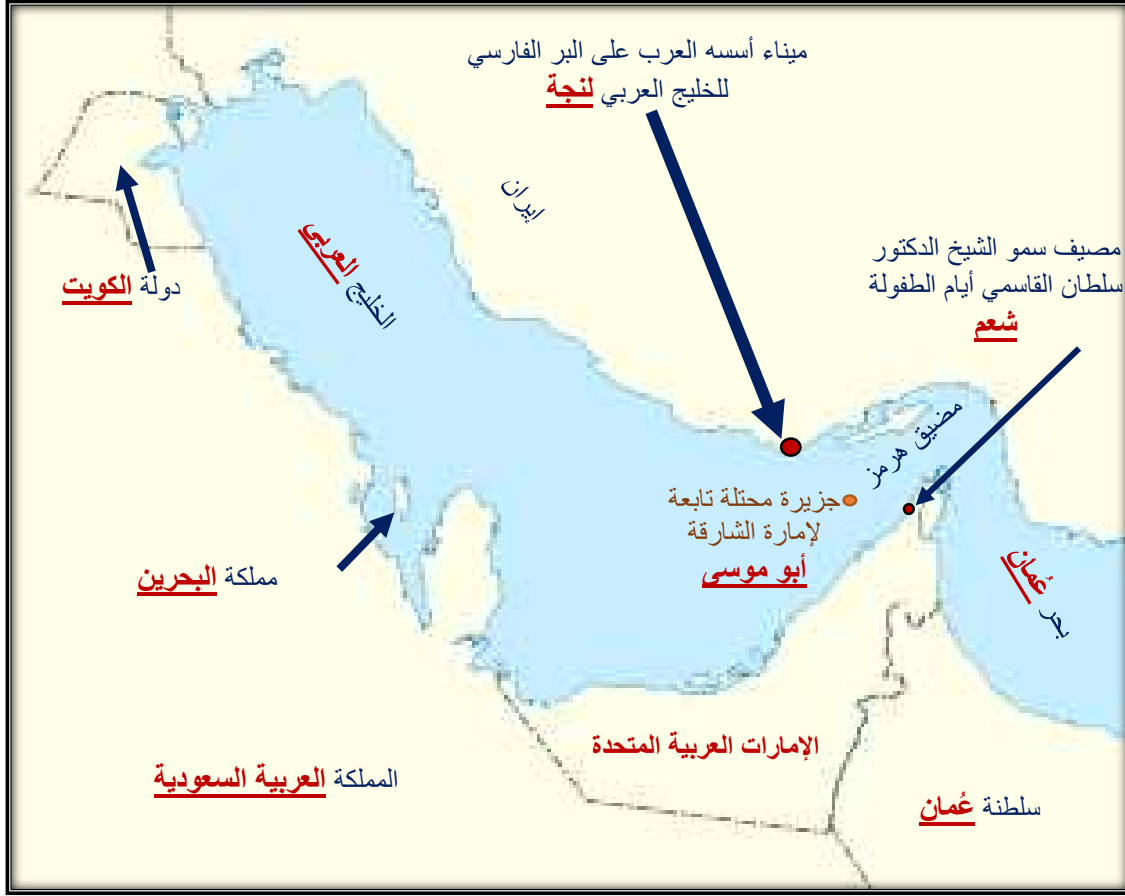 ميناء أسسه العرب على البر الفارسي
للخليج العربي لنجة
إيران
مصيف سمو الشيخ الدكتور
سلطان القاسمي أيام الطفولة
شعم
الخليج العربي
دولة الكويت
مضيق هرمز
جزيرة محتلة تابعة
لإمارة الشارقة
أبو موسى
مملكة البحرين
بحر عُمان
الإمارات العربية المتحدة
المملكة العربية السعودية
سلطنة عُمان